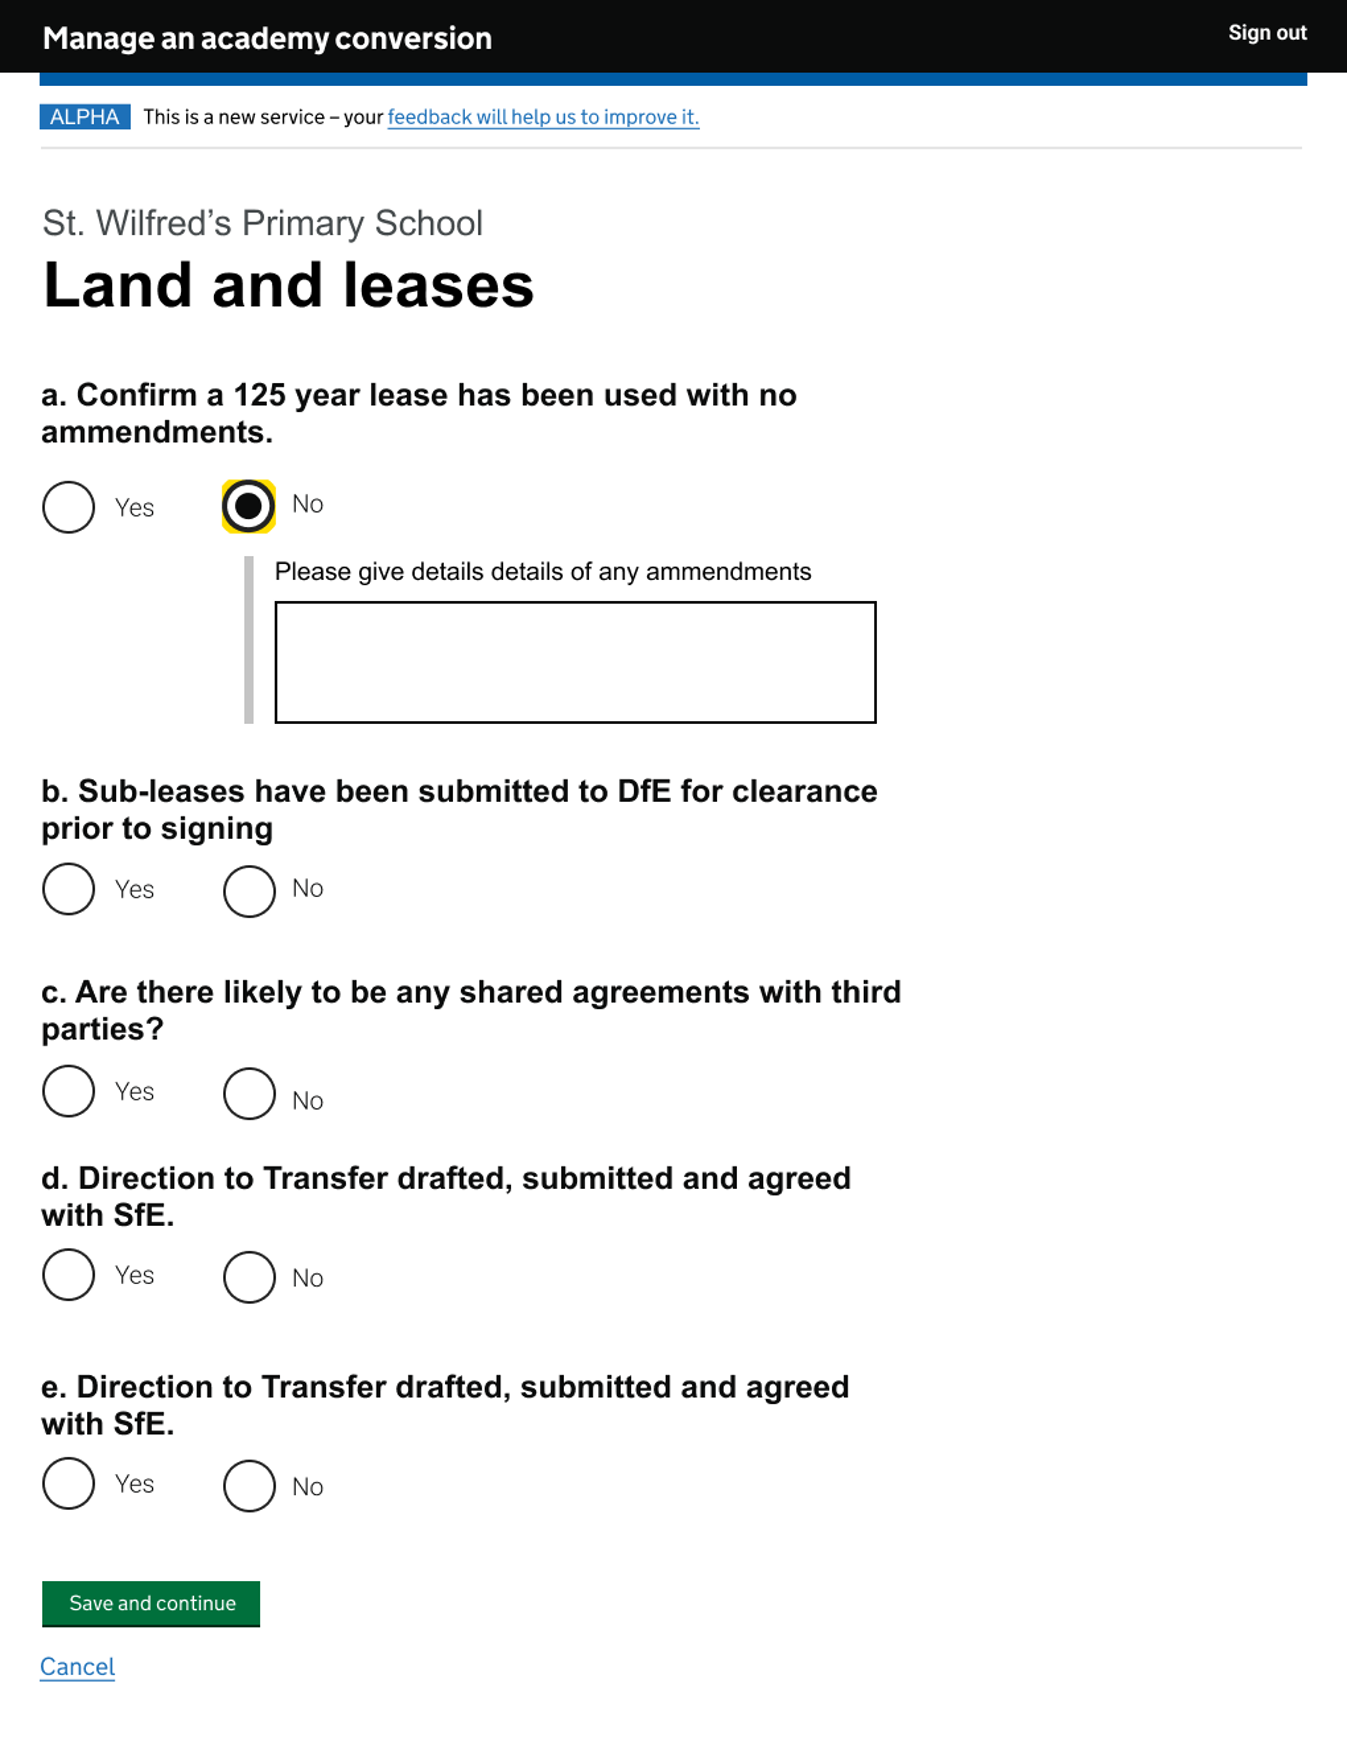 Manage an academy conversion
Sign out
ALPHA This is a new service – your feedback will help us to improve it.
St. Wilfred’s Primary School
Land and leases
a. Confirm a 125 year lease has been used with no
ammendments.
Yes No
Please give details details of any ammendments
b. Sub-leases have been submitted to DfE for clearance
prior to signing
Yes No
c. Are there likely to be any shared agreements with third
parties?
Yes No
d. Direction to Transfer drafted, submitted and agreed
with SfE.
Yes No
e. Direction to Transfer drafted, submitted and agreed
with SfE.
Yes No
Save and continue
Cancel